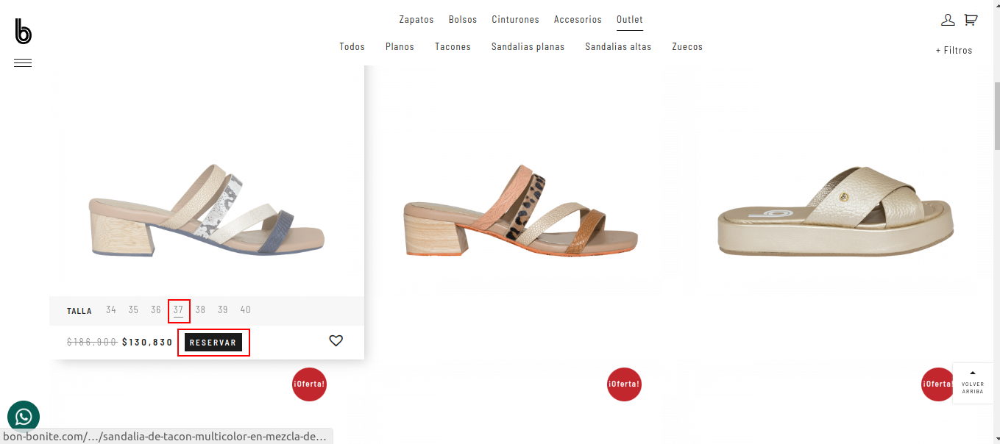 b
Zapatos Bolsos Cinturones Accesorios Outlet
Todos Planos Tacones Sandalias planas Sandalias altas Zuecos
+ Filtros
TALLA 34 35 36 37 38 39 40
$186,900 $130,830 RESERVAR
¡Oferta! ¡Oferta! ¡Oferta!
VOLVER
ARRIBA
bon-bonite.com/…/sandalia-de-tacon-multicolor-en-mezcla-de…